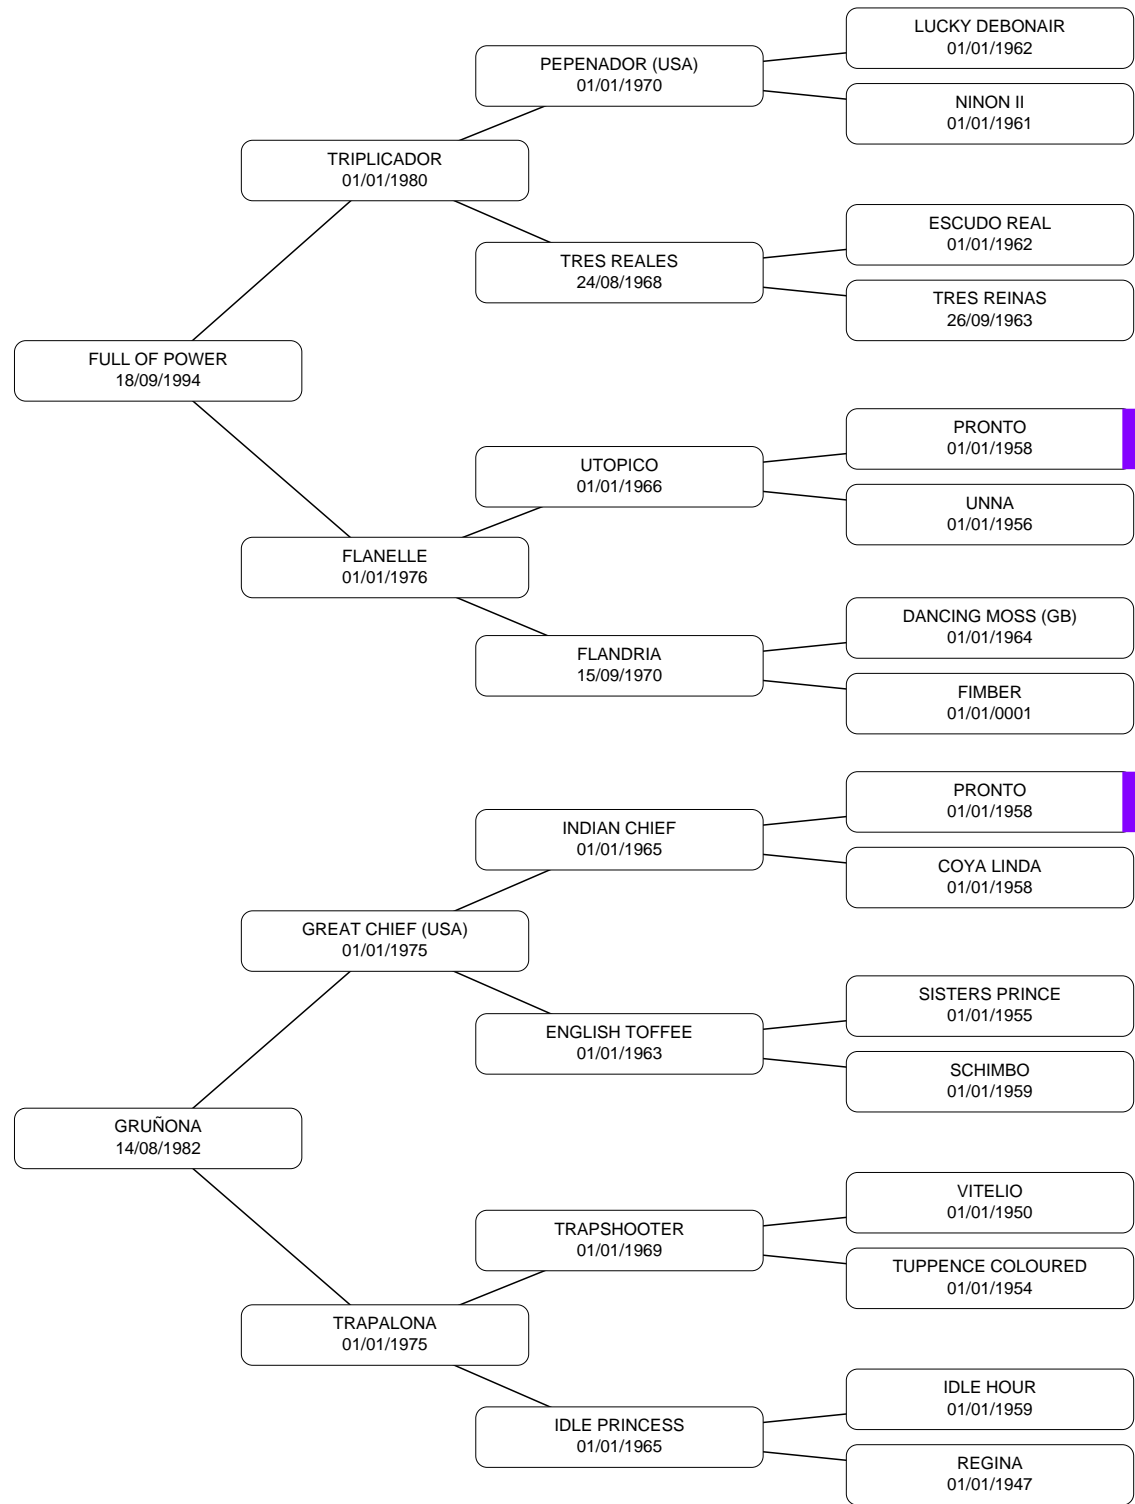 LUCKY DEBONAIR
01/01/1962
PEPENADOR (USA)
01/01/1970
NINON II
01/01/1961
TRIPLICADOR
01/01/1980
ESCUDO REAL
01/01/1962
TRES REALES
24/08/1968
TRES REINAS
26/09/1963
FULL OF POWER
18/09/1994
PRONTO
01/01/1958
UTOPICO
01/01/1966
UNNA
01/01/1956
FLANELLE
01/01/1976
DANCING MOSS (GB)
01/01/1964
FLANDRIA
15/09/1970
FIMBER
01/01/0001
PRONTO
01/01/1958
INDIAN CHIEF
01/01/1965
COYA LINDA
01/01/1958
GREAT CHIEF (USA)
01/01/1975
SISTERS PRINCE
01/01/1955
ENGLISH TOFFEE
01/01/1963
SCHIMBO
01/01/1959
GRUÑONA
14/08/1982
VITELIO
01/01/1950
TRAPSHOOTER
01/01/1969
TUPPENCE COLOURED
01/01/1954
TRAPALONA
01/01/1975
IDLE HOUR
01/01/1959
IDLE PRINCESS
01/01/1965
REGINA
01/01/1947